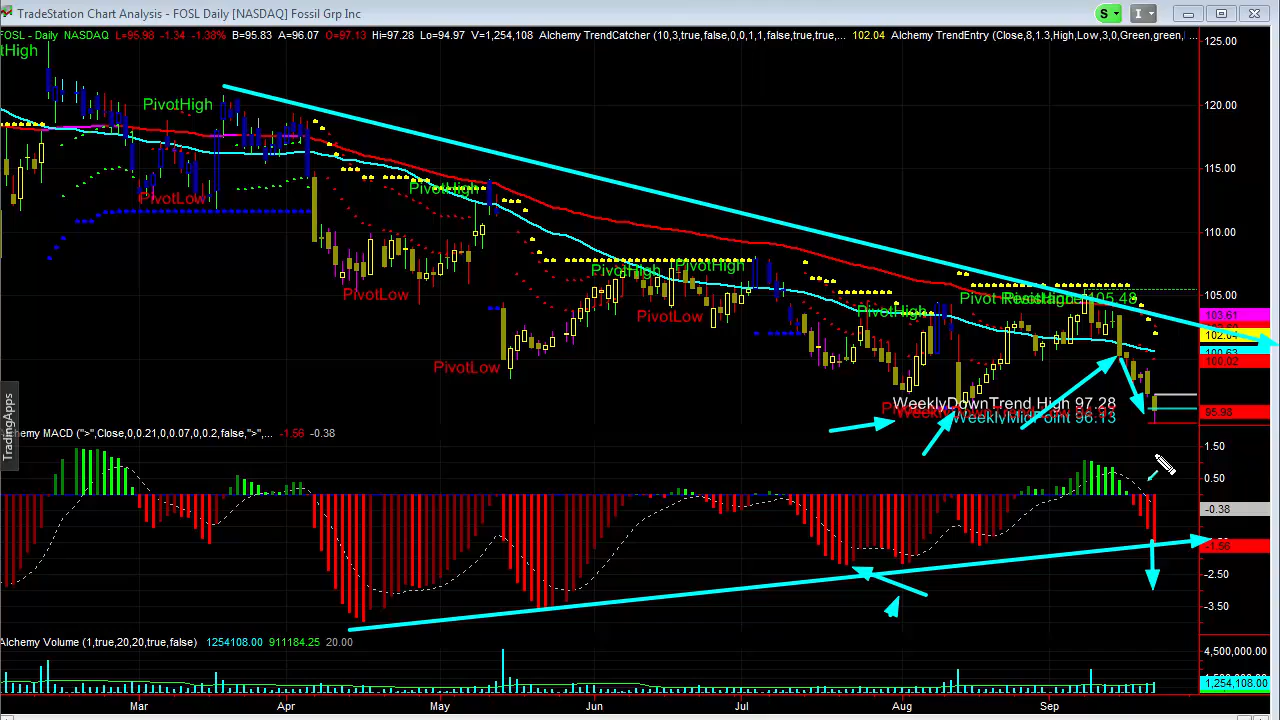 TradeStation Chart Analysis - FOSL Daily [NASDAQ] Fossil Grp Inc
S
I
FOSL - Daily NASDAQ L=95.98 -1.34 -1.38% B=95.83 A=96.07 O=97.13 Hi=97.28 Lo=94.97 V=1,254,108 Alchemy TrendCatcher (10,3,true,false,0,0,1,1,false,true,true,... 102.04 Alchemy TrendEntry (Close,8,1.3,High,Low,3,0,Green,green,
tHigh
125.00
PivotHigh
120.00
115.00
PivotLow
PivotHigh
110.00
PivotHigh
PivotHigh
PivotLow
105.00
PivotHigh
PivotLow
103.61
102.04
100.63
100.02
PivotLow
WeeklyDownTrend High 97.28
WeeklyMidPoint 96.13
95.98
TradingApps
chemy MACD (">",Close,0,0.21,0,0.07,0,0.2,false,">,... -1.56 -0.38
1.50
0.50
-0.38
-1.56
-2.50
-3.50
Alchemy Volume (1,true,20,20,true,false) 1254108.00 911184.25 20.00
4,500,000.00
1,254,108.00
Mar Apr May Jun Jul Aug Sep